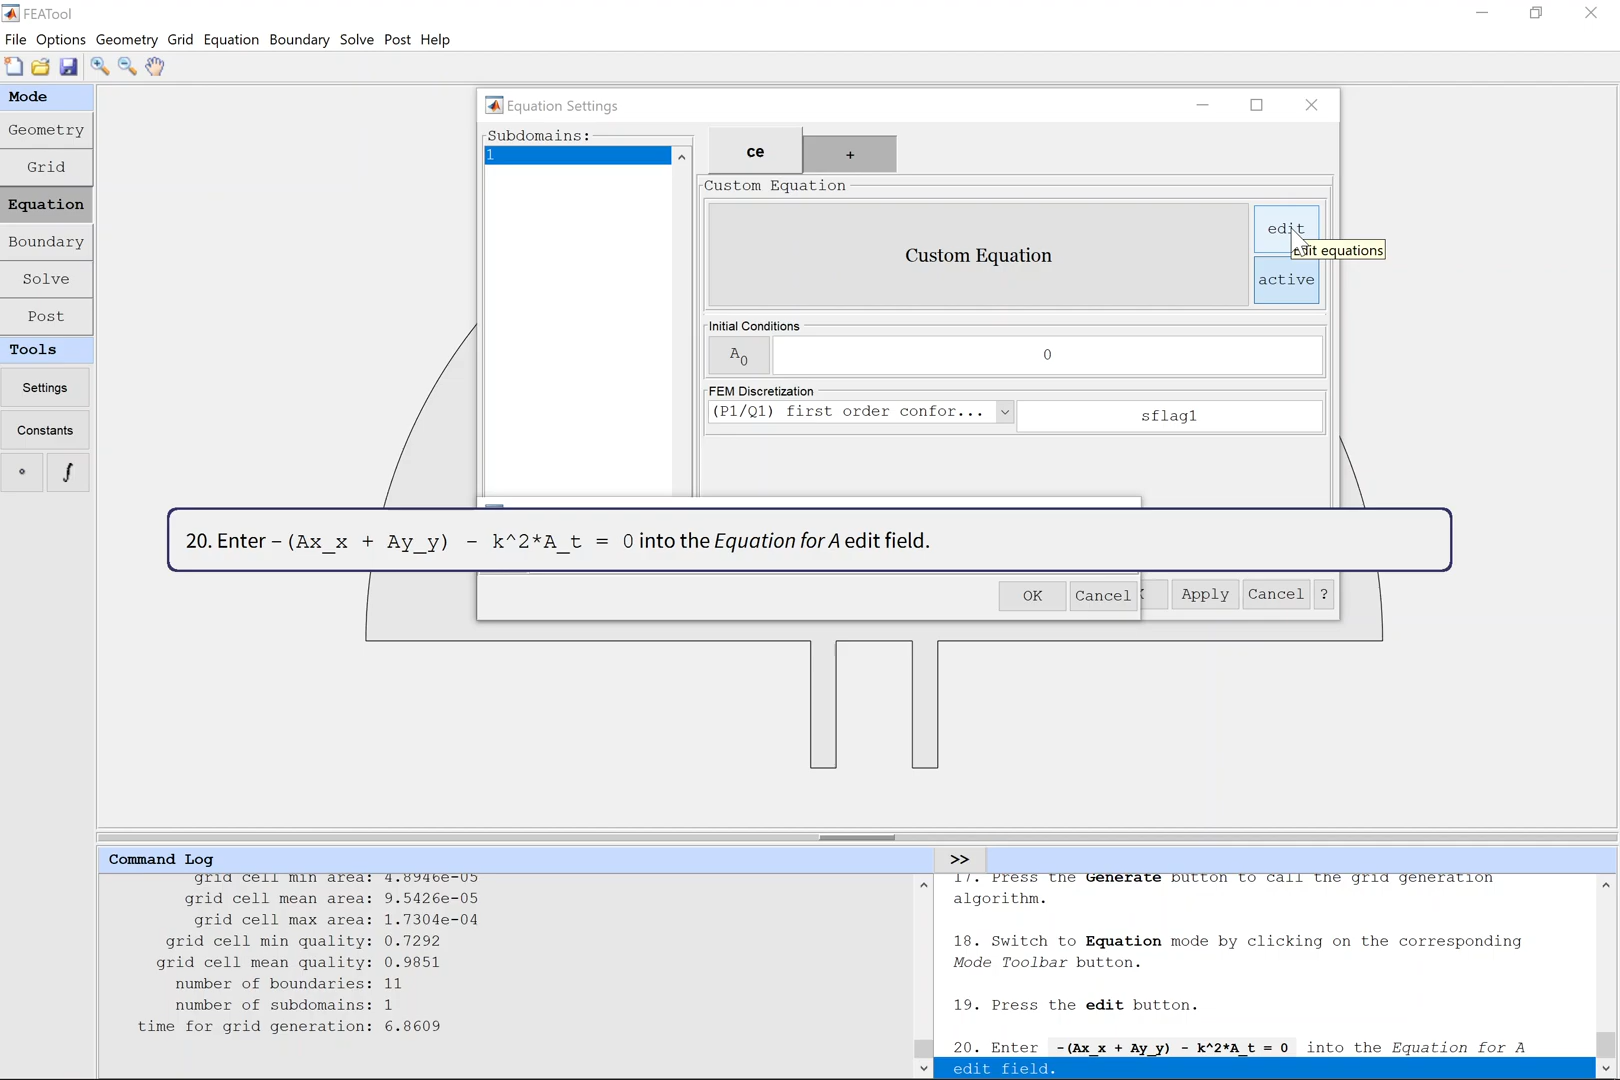 FEATool
File Options Geometry Grid Equation Boundary Solve Post Help
Mode
Geometry
Grid
Equation
Boundary
Solve
Post
Tools
Settings
Constants
∫
Equation Settings
Subdomains:
1
ce
+
Custom Equation
Custom Equation
edit
edit equations
active
Initial Conditions
A0
0
FEM Discretization
(P1/Q1) first order confor...
sflag1
20. Enter -(Ax_x + Ay_y) - k^2*A_t = 0 into the Equation for A edit field.
OK Cancel
Apply Cancel ?
Command Log
grid cell min area: 4.8946e-05
grid cell mean area: 9.5426e-05
grid cell max area: 1.7304e-04
grid cell min quality: 0.7292
grid cell mean quality: 0.9851
number of boundaries: 11
number of subdomains: 1
time for grid generation: 6.8609
>>
17. Press the Generate button to call the grid generation
algorithm.
18. Switch to Equation mode by clicking on the corresponding
Mode Toolbar button.
19. Press the edit button.
20. Enter -(Ax_x + Ay_y) - k^2*A_t = 0 into the Equation for A
edit field.